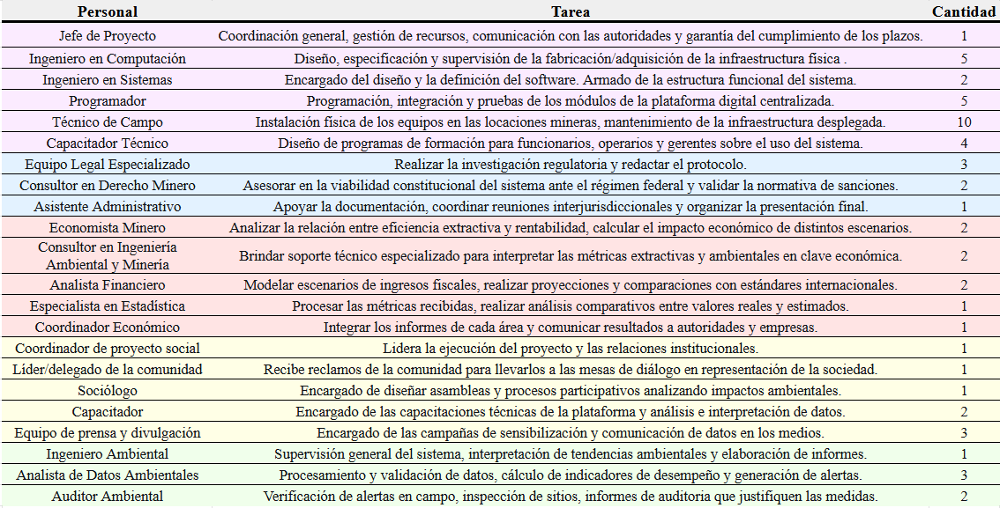 Personal Tarea Cantidad
Jefe de Proyecto Coordinación general, gestión de recursos, comunicación con las autoridades y garantía del cumplimiento de los plazos. 1
Ingeniero en Computación Diseño, especificación y supervisión de la fabricación/adquisición de la infraestructura física . 5
Ingeniero en Sistemas Encargado del diseño y la definición del software. Armado de la estructura funcional del sistema. 2
Programador Programación, integración y pruebas de los módulos de la plataforma digital centralizada. 5
Técnico de Campo Instalación física de los equipos en las locaciones mineras, mantenimiento de la infraestructura desplegada. 10
Capacitador Técnico Diseño de programas de formación para funcionarios, operarios y gerentes sobre el uso del sistema. 4
Equipo Legal Especializado Realizar la investigación regulatoria y redactar el protocolo. 3
Consultor en Derecho Minero Asesorar en la viabilidad constitucional del sistema ante el régimen federal y validar la normativa de sanciones. 2
Asistente Administrativo Apoyar la documentación, coordinar reuniones interjurisdiccionales y organizar la presentación final. 1
Economista Minero Analizar la relación entre eficiencia extractiva y rentabilidad, calcular el impacto económico de distintos escenarios. 2
Consultor en Ingeniería
Ambiental y Minería Brindar soporte técnico especializado para interpretar las métricas extractivas y ambientales en clave económica. 2
Analista Financiero Modelar escenarios de ingresos fiscales, realizar proyecciones y comparaciones con estándares internacionales. 2
Especialista en Estadística Procesar las métricas recibidas, realizar análisis comparativos entre valores reales y estimados. 1
Coordinador Económico Integrar los informes de cada área y comunicar resultados a autoridades y empresas. 1
Coordinador de proyecto social Lidera la ejecución del proyecto y las relaciones institucionales. 1
Líder/delegado de la comunidad Recibe reclamos de la comunidad para llevarlos a las mesas de diálogo en representación de la sociedad. 1
Sociólogo Encargado de diseñar asambleas y procesos participativos analizando impactos ambientales. 1
Capacitador Encargado de las capacitaciones técnicas de la plataforma y análisis e interpretación de datos. 2
Equipo de prensa y divulgación Encargado de las campañas de sensibilización y comunicación de datos en los medios. 3
Ingeniero Ambiental Supervisión general del sistema, interpretación de tendencias ambientales y elaboración de informes. 1
Analista de Datos Ambientales Procesamiento y validación de datos, cálculo de indicadores de desempeño y generación de alertas. 3
Auditor Ambiental Verificación de alertas en campo, inspección de sitios, informes de auditoria que justifiquen las medidas. 2